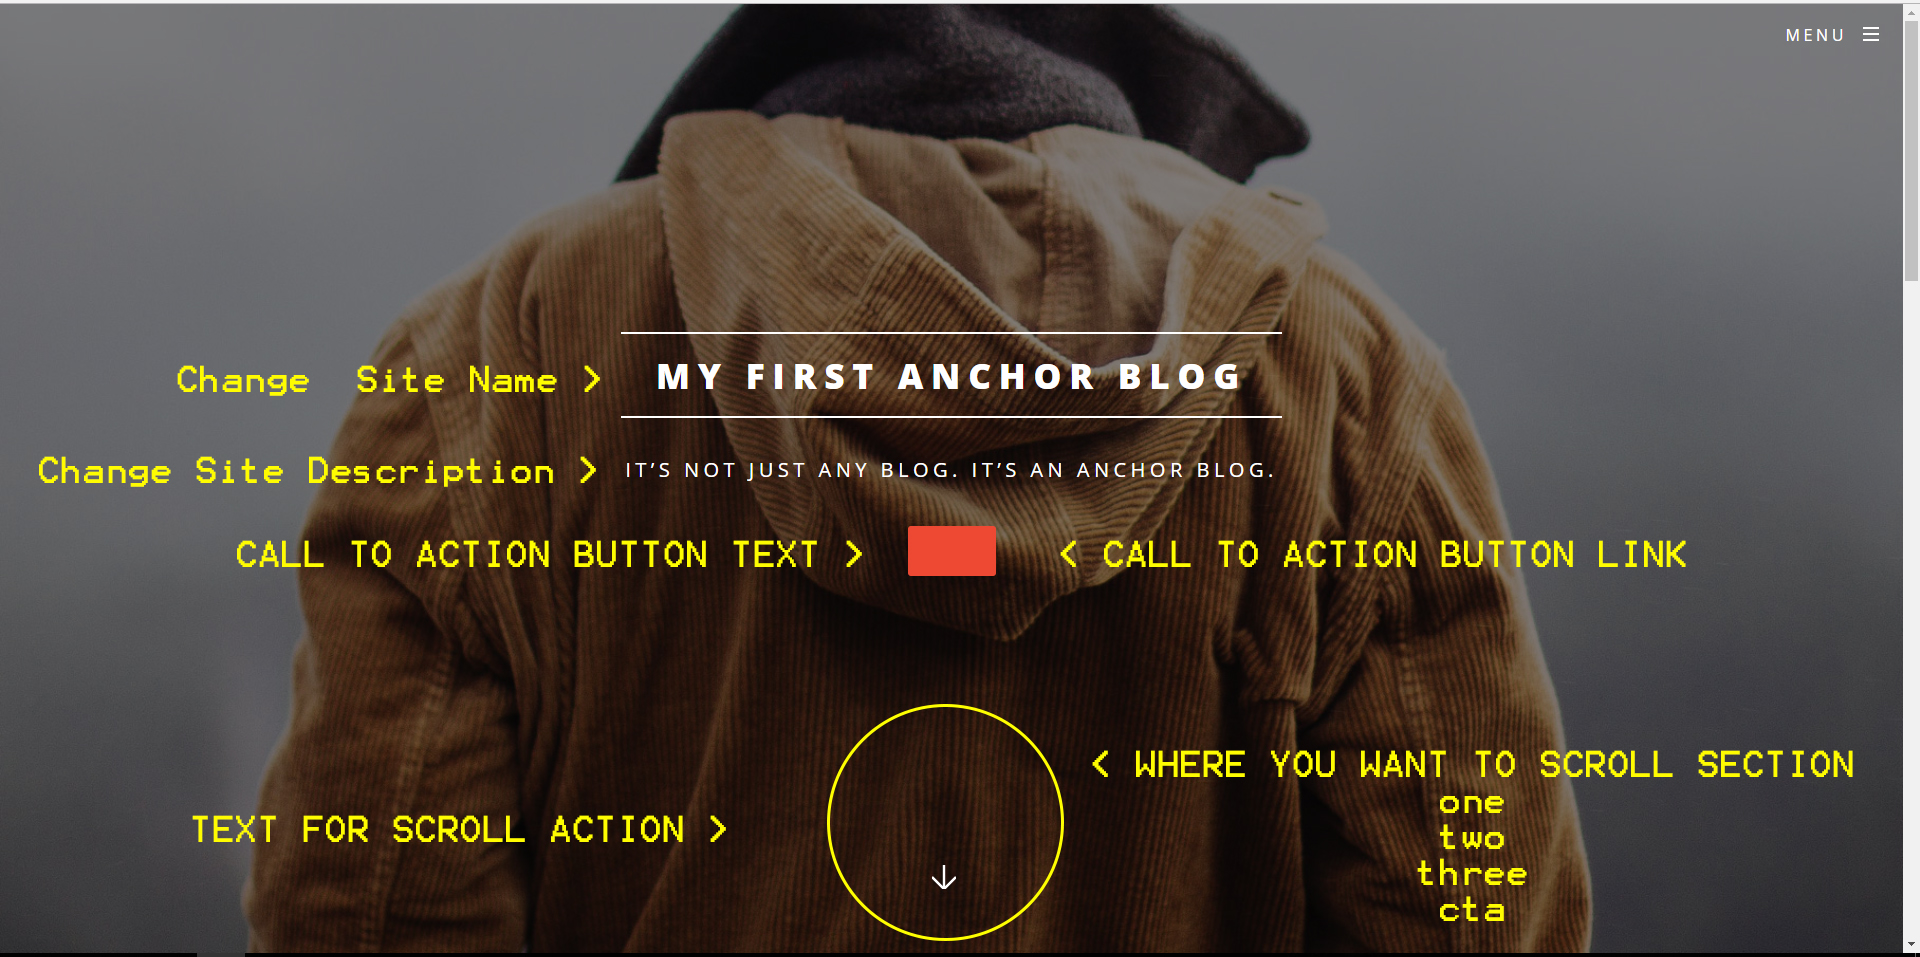 MENU
Change Site Name >
MY FIRST ANCHOR BLOG
Change Site Description >
IT’S NOT JUST ANY BLOG. IT’S AN ANCHOR BLOG.
CALL TO ACTION BUTTON TEXT >
< CALL TO ACTION BUTTON LINK
< WHERE YOU WANT TO SCROLL SECTION
one
two
three
cta
TEXT FOR SCROLL ACTION >